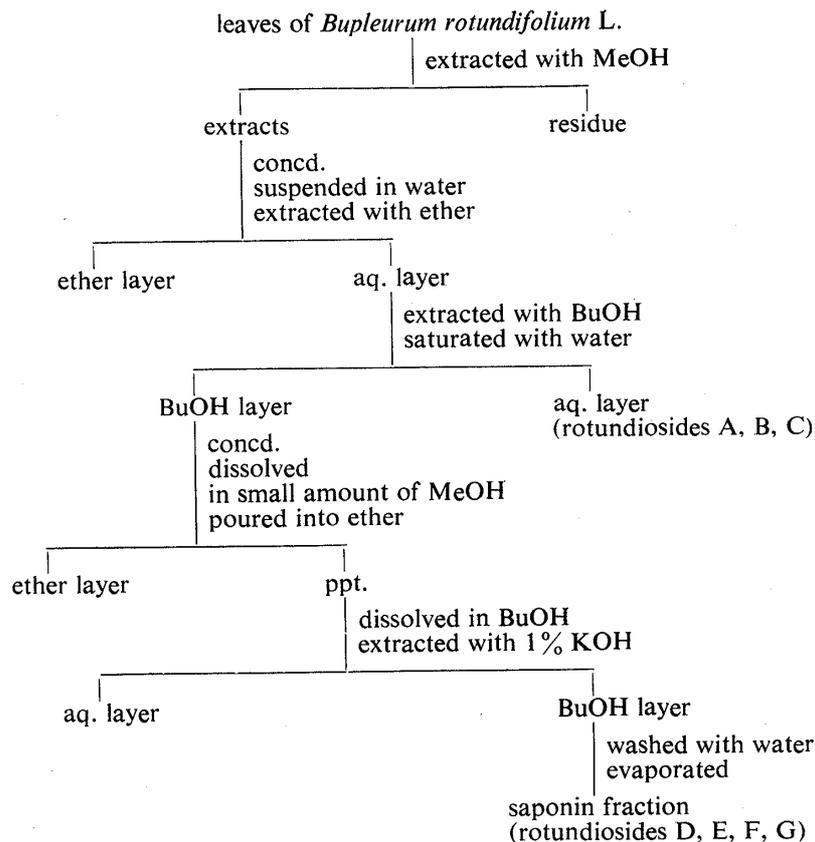 leaves of Bupleurum rotundifolium L.
extracted with MeOH
extracts
residue
concd.
suspended in water
extracted with ether
ether layer
aq. layer
extracted with BuOH
saturated with water
BuOH layer
aq. layer
(rotundiosides A, B, C)
concd.
dissolved
in small amount of MeOH
poured into ether
ether layer
ppt.
dissolved in BuOH
extracted with 1% KOH
aq. layer
BuOH layer
washed with water
evaporated
saponin fraction
(rotundiosides D, E, F, G)